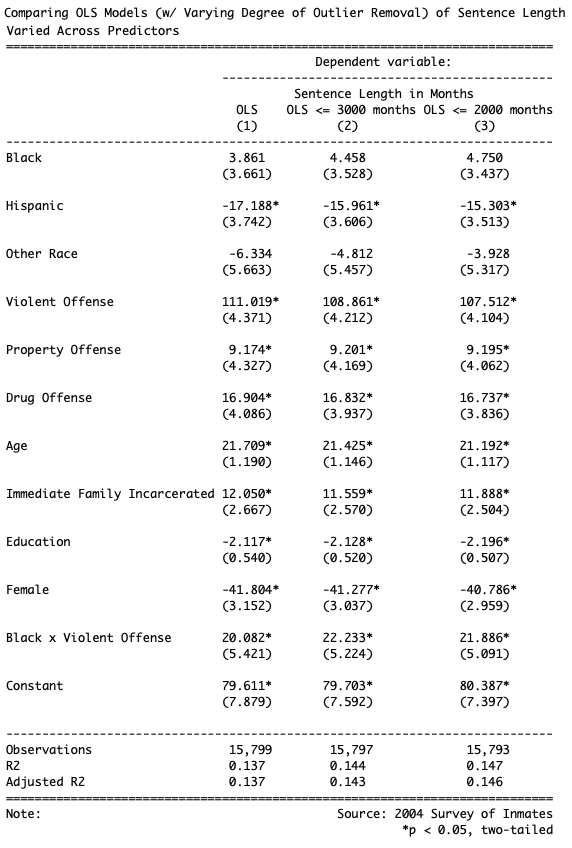 Comparing OLS Models (w/ Varying Degree of Outlier Removal) of Sentence Length
Varied Across Predictors
Dependent variable:
Sentence Length in Months
OLS OLS <= 3000 months OLS <= 2000 months
(1) (2) (3)
Black 3.861 4.458 4.750
(3.661) (3.528) (3.437)
Hispanic -17.188* -15.961* -15.303*
(3.742) (3.606) (3.513)
Other Race -6.334 -4.812 -3.928
(5.663) (5.457) (5.317)
Violent Offense 111.019* 108.861* 107.512*
(4.371) (4.212) (4.104)
Property Offense 9.174* 9.201* 9.195*
(4.327) (4.169) (4.062)
Drug Offense 16.904* 16.832* 16.737*
(4.086) (3.937) (3.836)
Age 21.709* 21.425* 21.192*
(1.190) (1.146) (1.117)
Immediate Family Incarcerated 12.050* 11.559* 11.888*
(2.667) (2.570) (2.504)
Education -2.117* -2.128* -2.196*
(0.540) (0.520) (0.507)
Female -41.804* -41.277* -40.786*
(3.152) (3.037) (2.959)
Black x Violent Offense 20.082* 22.233* 21.886*
(5.421) (5.224) (5.091)
Constant 79.611* 79.703* 80.387*
(7.879) (7.592) (7.397)
Observations 15,799 15,797 15,793
R2 0.137 0.144 0.147
Adjusted R2 0.137 0.143 0.146
Note: Source: 2004 Survey of Inmates
*p < 0.05, two-tailed